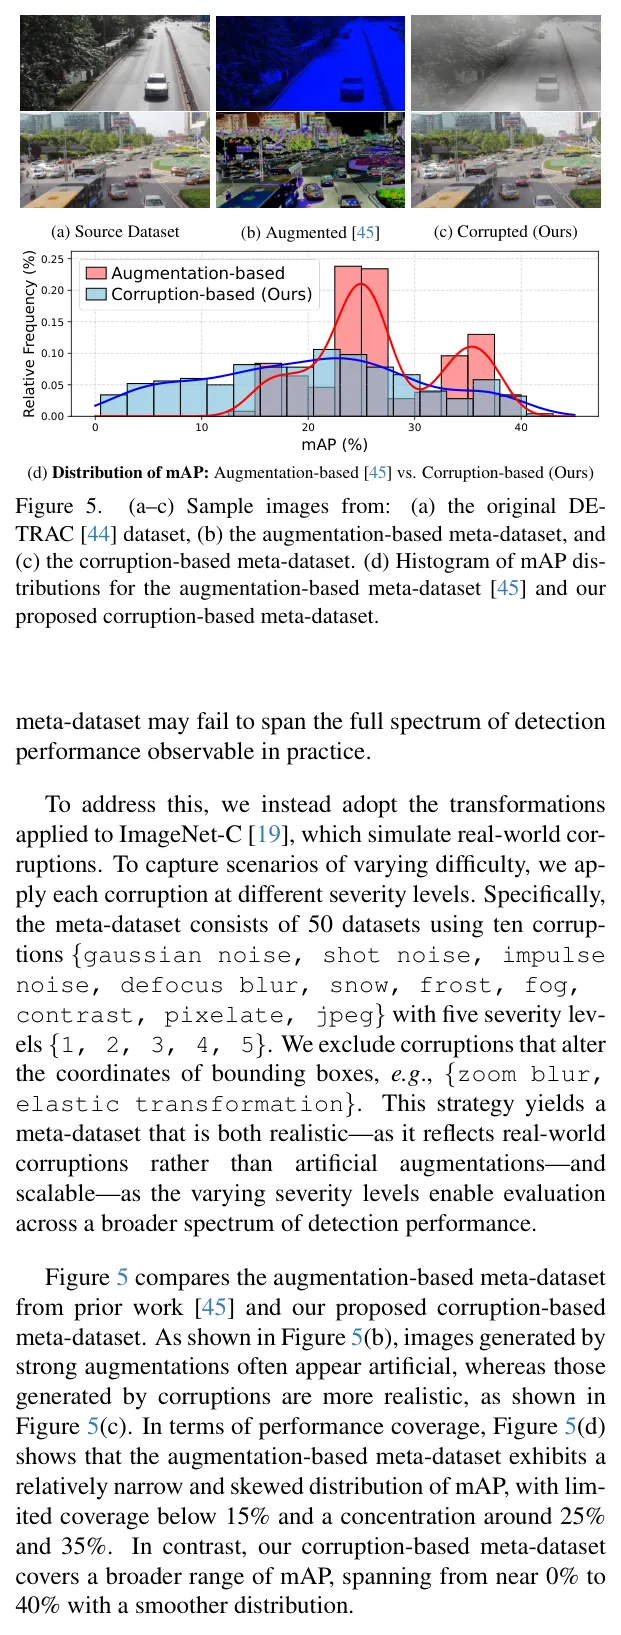 (a) Source Dataset
(b) Augmented [45]
(c) Corrupted (Ours)
Relative Frequency (%)
0.25
0.20
0.15
0.10
0.05
0.00
Augmentation-based
Corruption-based (Ours)
0
10
20
30
40
mAP (%)
(d) Distribution of mAP: Augmentation-based [45] vs. Corruption-based (Ours)
Figure 5. (a–c) Sample images from: (a) the original DE-
TRAC [44] dataset, (b) the augmentation-based meta-dataset, and
(c) the corruption-based meta-dataset. (d) Histogram of mAP dis-
tributions for the augmentation-based meta-dataset [45] and our
proposed corruption-based meta-dataset.
meta-dataset may fail to span the full spectrum of detection
performance observable in practice.
To address this, we instead adopt the transformations
applied to ImageNet-C [19], which simulate real-world cor-
ruptions. To capture scenarios of varying difficulty, we ap-
ply each corruption at different severity levels. Specifically,
the meta-dataset consists of 50 datasets using ten corrup-
tions {gaussian noise, shot noise, impulse
noise, defocus blur, snow, frost, fog,
contrast, pixelate, jpeg} with five severity lev-
els {1, 2, 3, 4, 5}. We exclude corruptions that alter
the coordinates of bounding boxes, e.g., {zoom blur,
elastic transformation}. This strategy yields a
meta-dataset that is both realistic—as it reflects real-world
corruptions rather than artificial augmentations—and
scalable—as the varying severity levels enable evaluation
across a broader spectrum of detection performance.
Figure 5 compares the augmentation-based meta-dataset
from prior work [45] and our proposed corruption-based
meta-dataset. As shown in Figure 5(b), images generated by
strong augmentations often appear artificial, whereas those
generated by corruptions are more realistic, as shown in
Figure 5(c). In terms of performance coverage, Figure 5(d)
shows that the augmentation-based meta-dataset exhibits a
relatively narrow and skewed distribution of mAP, with lim-
ited coverage below 15% and a concentration around 25%
and 35%. In contrast, our corruption-based meta-dataset
covers a broader range of mAP, spanning from near 0% to
40% with a smoother distribution.